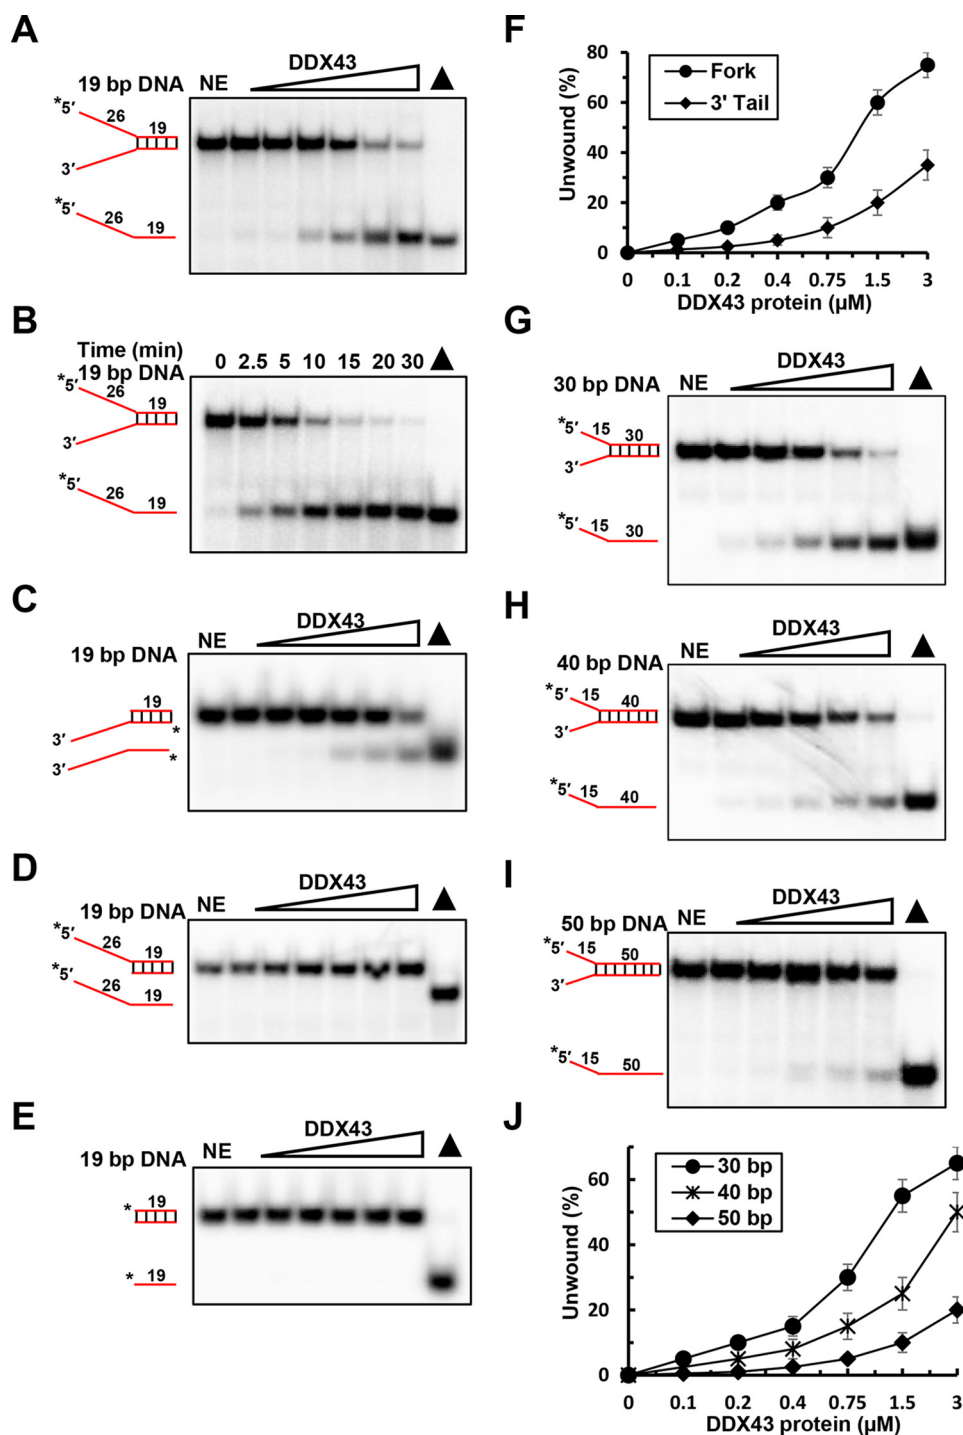 A
DDX43
19 bp DNA NE
*5′
26
19
3′
*5′
26
19
B
Time (min)
0 2.5 5 10 15 20 30
19 bp DNA
*5′
26
19
3′
*5′
26
19
C
DDX43
NE
19 bp DNA
19
*
3′
*
3′
D
DDX43
19 bp DNA NE
*5′
26
19
*5′
26
19
E
DDX43
NE
19 bp DNA
*
19
*
19
F
Unwound (%)
80
60
40
20
0
Fork
3' Tail
0 0.1 0.2 0.4 0.75 1.5 3
DDX43 protein (µM)
G
DDX43
30 bp DNA NE
*5′
15
30
3′
*5′
15
30
H
DDX43
NE
40 bp DNA
*5′
15
40
3′
*5′
15
40
I
DDX43
NE
50 bp DNA
*5′
15
50
3′
*5′
15
50
J
Unwound (%)
60
40
20
0
30 bp
40 bp
50 bp
0 0.1 0.2 0.4 0.75 1.5 3
DDX43 protein (µM)